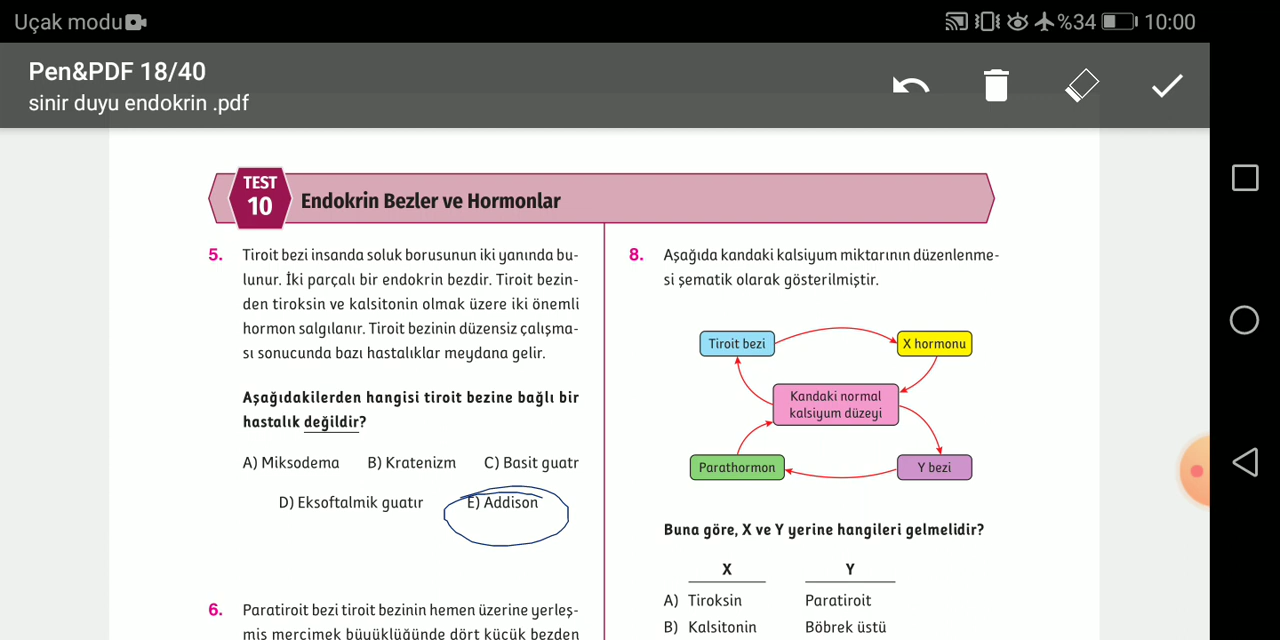 Uçak modu
%34 10:00
Pen&PDF 18/40
sinir duyu endokrin .pdf
TEST
10
Endokrin Bezler ve Hormonlar
5. Tiroit bezi insanda soluk borusunun iki yanında bu-
lunur. İki parçalı bir endokrin bezdir. Tiroit bezin-
den tiroksin ve kalsitonin olmak üzere iki önemli
hormon salgılanır. Tiroit bezinin düzensiz çalışma-
sı sonucunda bazı hastalıklar meydana gelir.
Aşağıdakilerden hangisi tiroit bezine bağlı bir
hastalık değildir?
A) Miksodema B) Kratenizm C) Basit guatr
D) Eksoftalmik guatır E) Addison
6. Paratiroit bezi tiroit bezinin hemen üzerine yerleş-
miş mercimek büyüklüğünde dört küçük bezden
8. Aşağıda kandaki kalsiyum miktarının düzenlenme-
si şematik olarak gösterilmiştir.
Tiroit bezi
X hormonu
Kandaki normal
kalsiyum düzeyi
Parathormon
Y bezi
Buna göre, X ve Y yerine hangileri gelmelidir?
X Y
A) Tiroksin Paratiroit
B) Kalsitonin Böbrek üstü